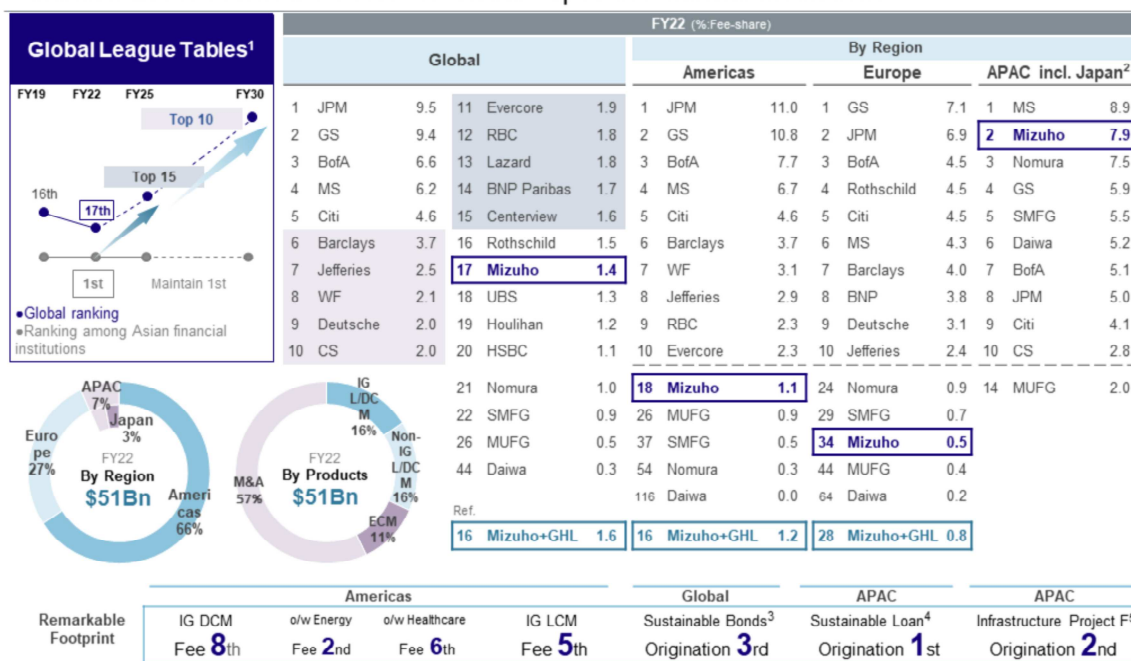 FY22 (%:Fee-share)
Global League Tables1
FY19 FY22 FY25 FY30
Top 10
Top 15
16th
17th
1st
Maintain 1st
●Global ranking
●Ranking among Asian financial
institutions
Global
1 JPM 9.5 11 Evercore 1.9
2 GS 9.4 12 RBC 1.8
3 BofA 6.6 13 Lazard 1.8
4 MS 6.2 14 BNP Paribas 1.7
5 Citi 4.6 15 Centerview 1.6
6 Barclays 3.7 16 Rothschild 1.5
7 Jefferies 2.5 17 Mizuho 1.4
8 WF 2.1 18 UBS 1.3
9 Deutsche 2.0 19 Houlihan 1.2
10 CS 2.0 20 HSBC 1.1
21 Nomura 1.0
22 SMFG 0.9
26 MUFG 0.5
44 Daiwa 0.3
Ref.
16 Mizuho+GHL 1.6
By Region
Americas
1 JPM 11.0
2 GS 10.8
3 BofA 7.7
4 MS 6.7
5 Citi 4.6
6 Barclays 3.7
7 WF 3.1
8 Jefferies 2.9
9 RBC 2.3
10 Evercore 2.3
18 Mizuho 1.1
26 MUFG 0.9
37 SMFG 0.5
54 Nomura 0.3
116 Daiwa 0.0
16 Mizuho+GHL 1.2
Europe
1 GS 7.1
2 JPM 6.9
3 BofA 4.5
4 Rothschild 4.5
5 Citi 4.5
6 MS 4.3
7 Barclays 4.0
8 BNP 3.8
9 Deutsche 3.1
10 Jefferies 2.4
24 Nomura 0.9
29 SMFG 0.7
34 Mizuho 0.5
44 MUFG 0.4
64 Daiwa 0.2
28 Mizuho+GHL 0.8
APAC incl. Japan2
1 MS 8.9
2 Mizuho 7.9
3 Nomura 7.5
4 GS 5.9
5 SMFG 5.5
6 Daiwa 5.2
7 BofA 5.1
8 JPM 5.0
9 Citi 4.1
10 CS 2.8
14 MUFG 2.0
APAC
7%
Japan
3%
Euro
pe
27%
FY22
By Region
$51Bn
Ameri
cas
66%
IG
L/DC
M
16%
Non-
IG
L/DC
M
16%
FY22
By Products
$51Bn
M&A
57%
ECM
11%
Remarkable
Footprint
Americas
IG DCM
Fee 8th
o/w Energy
Fee 2nd
o/w Healthcare
Fee 6th
IG LCM
Fee 5th
Global
Sustainable Bonds3
Origination 3rd
APAC
Sustainable Loan4
Origination 1st
APAC
Infrastructure Project F5
Origination 2nd